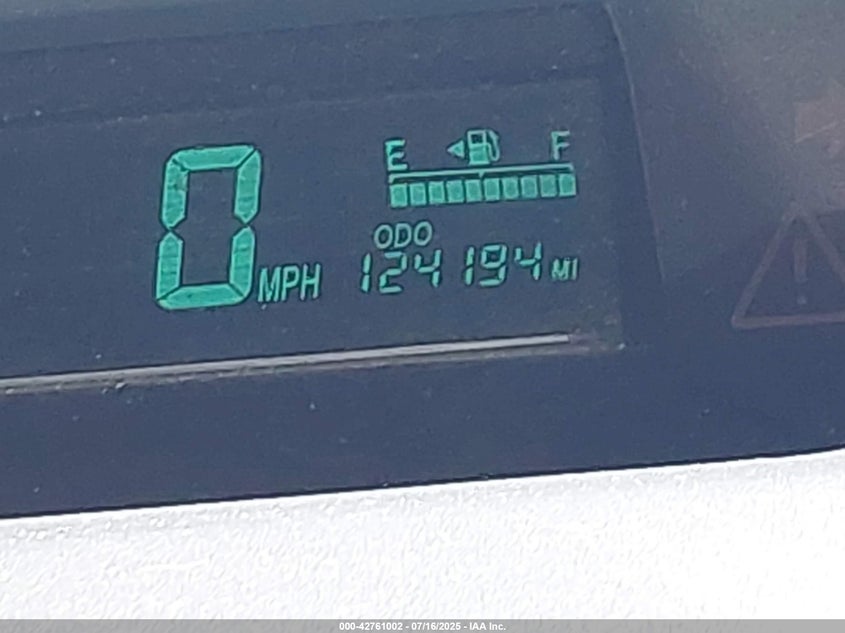 E F
0 MPH
ODO
124194 MI
000-42761002 - 07/16/2025 - IAA Inc.